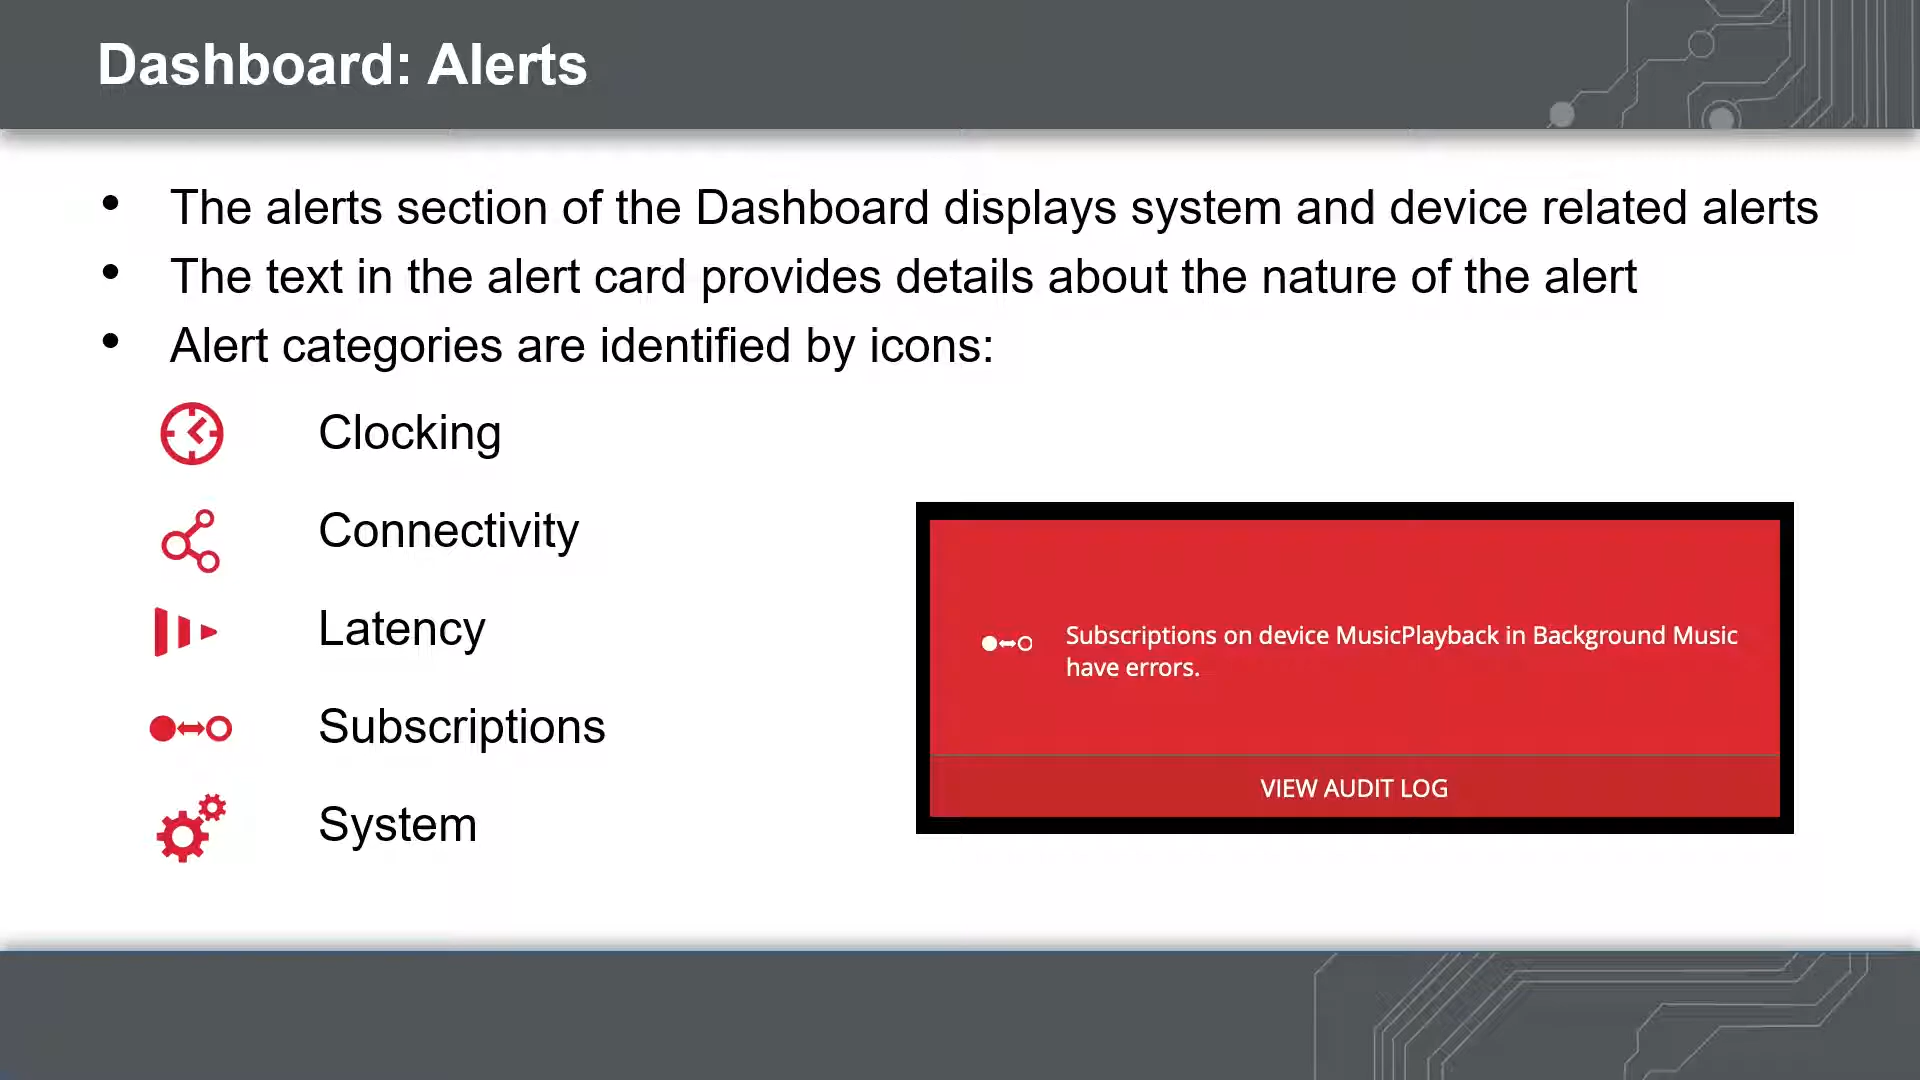 Dashboard: Alerts
• The alerts section of the Dashboard displays system and device related alerts
• The text in the alert card provides details about the nature of the alert
• Alert categories are identified by icons:
Clocking
Connectivity
Latency
Subscriptions
System
Subscriptions on device MusicPlayback in Background Music
have errors.
VIEW AUDIT LOG